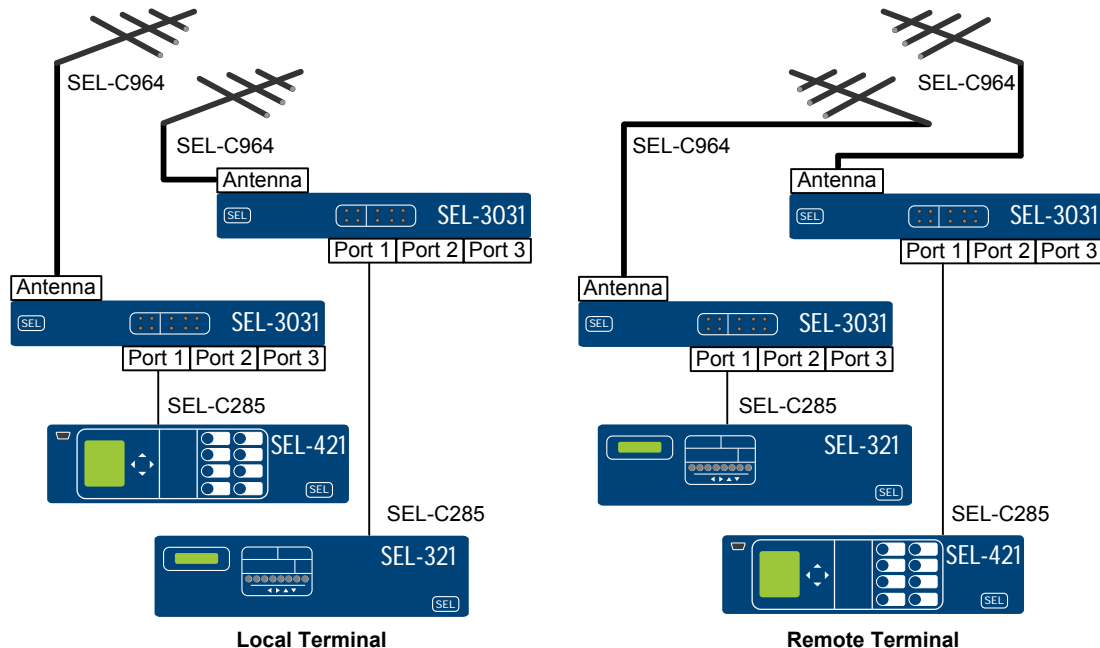 SEL-C964
SEL-C964
Antenna
SEL
SEL-3031
Port 1 Port 2 Port 3
Antenna
SEL
SEL-3031
Port 1 Port 2 Port 3
SEL-C285
SEL-421
SEL
SEL-C285
SEL-321
SEL
Local Terminal
SEL-C964
SEL-C964
Antenna
SEL
SEL-3031
Port 1 Port 2 Port 3
Antenna
SEL
SEL-3031
Port 1 Port 2 Port 3
SEL-C285
SEL-321
SEL
SEL-C285
SEL-421
SEL
Remote Terminal